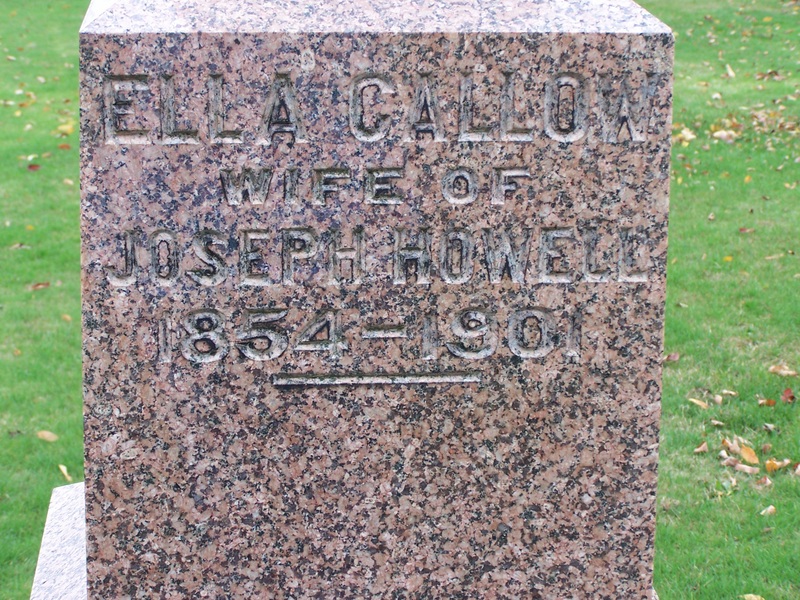 ELLA CALLOW
WIFE OF
JOSEPH HOWELL
1854-1901